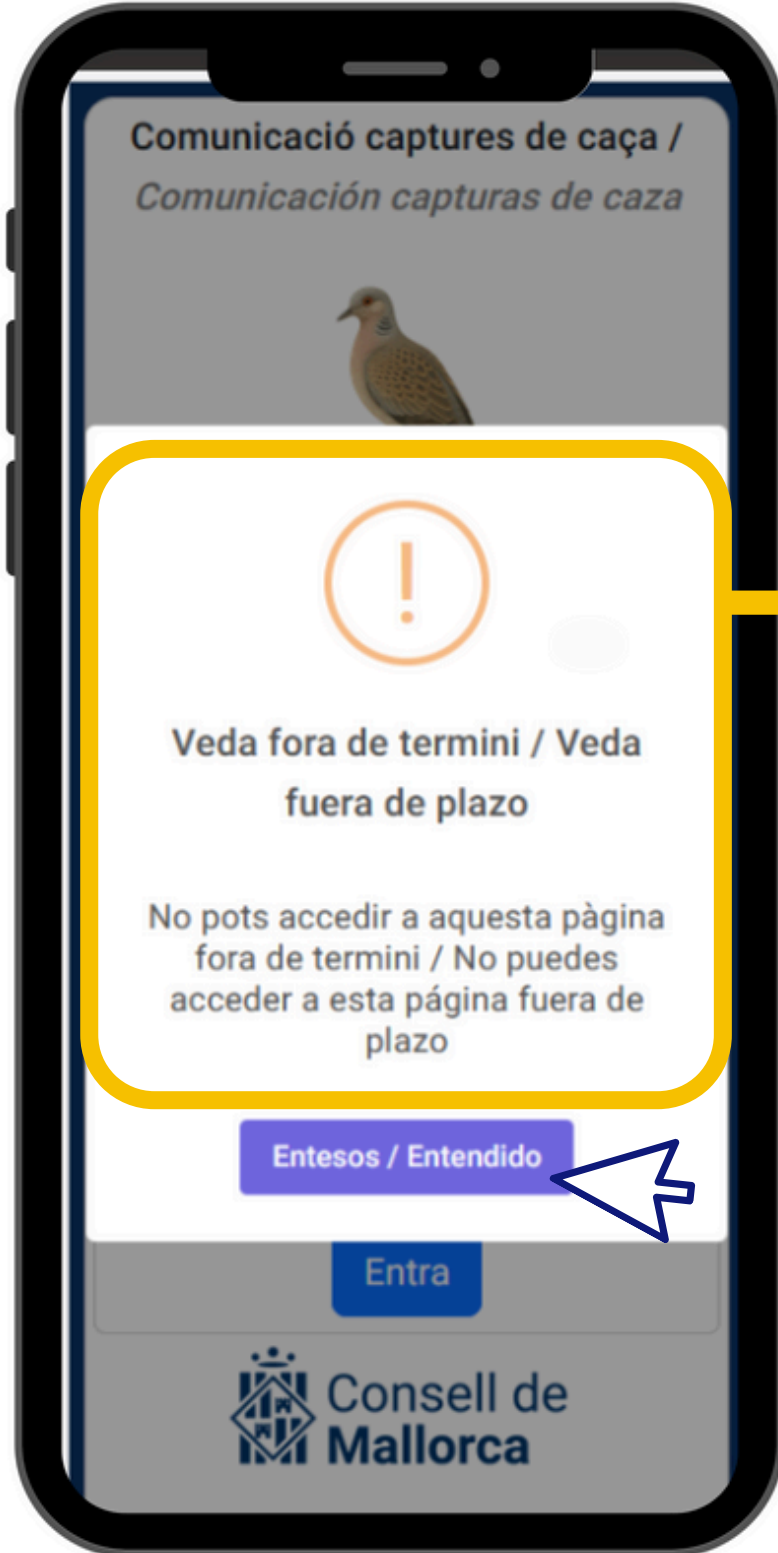 Comunicació captures de caça /
Comunicación capturas de caza
!
Veda fora de termini / Veda
fuera de plazo
No pots accedir a aquesta pàgina
fora de termini / No puedes
acceder a esta página fuera de
plazo
Entesos / Entendido
Entra
Consell de
Mallorca